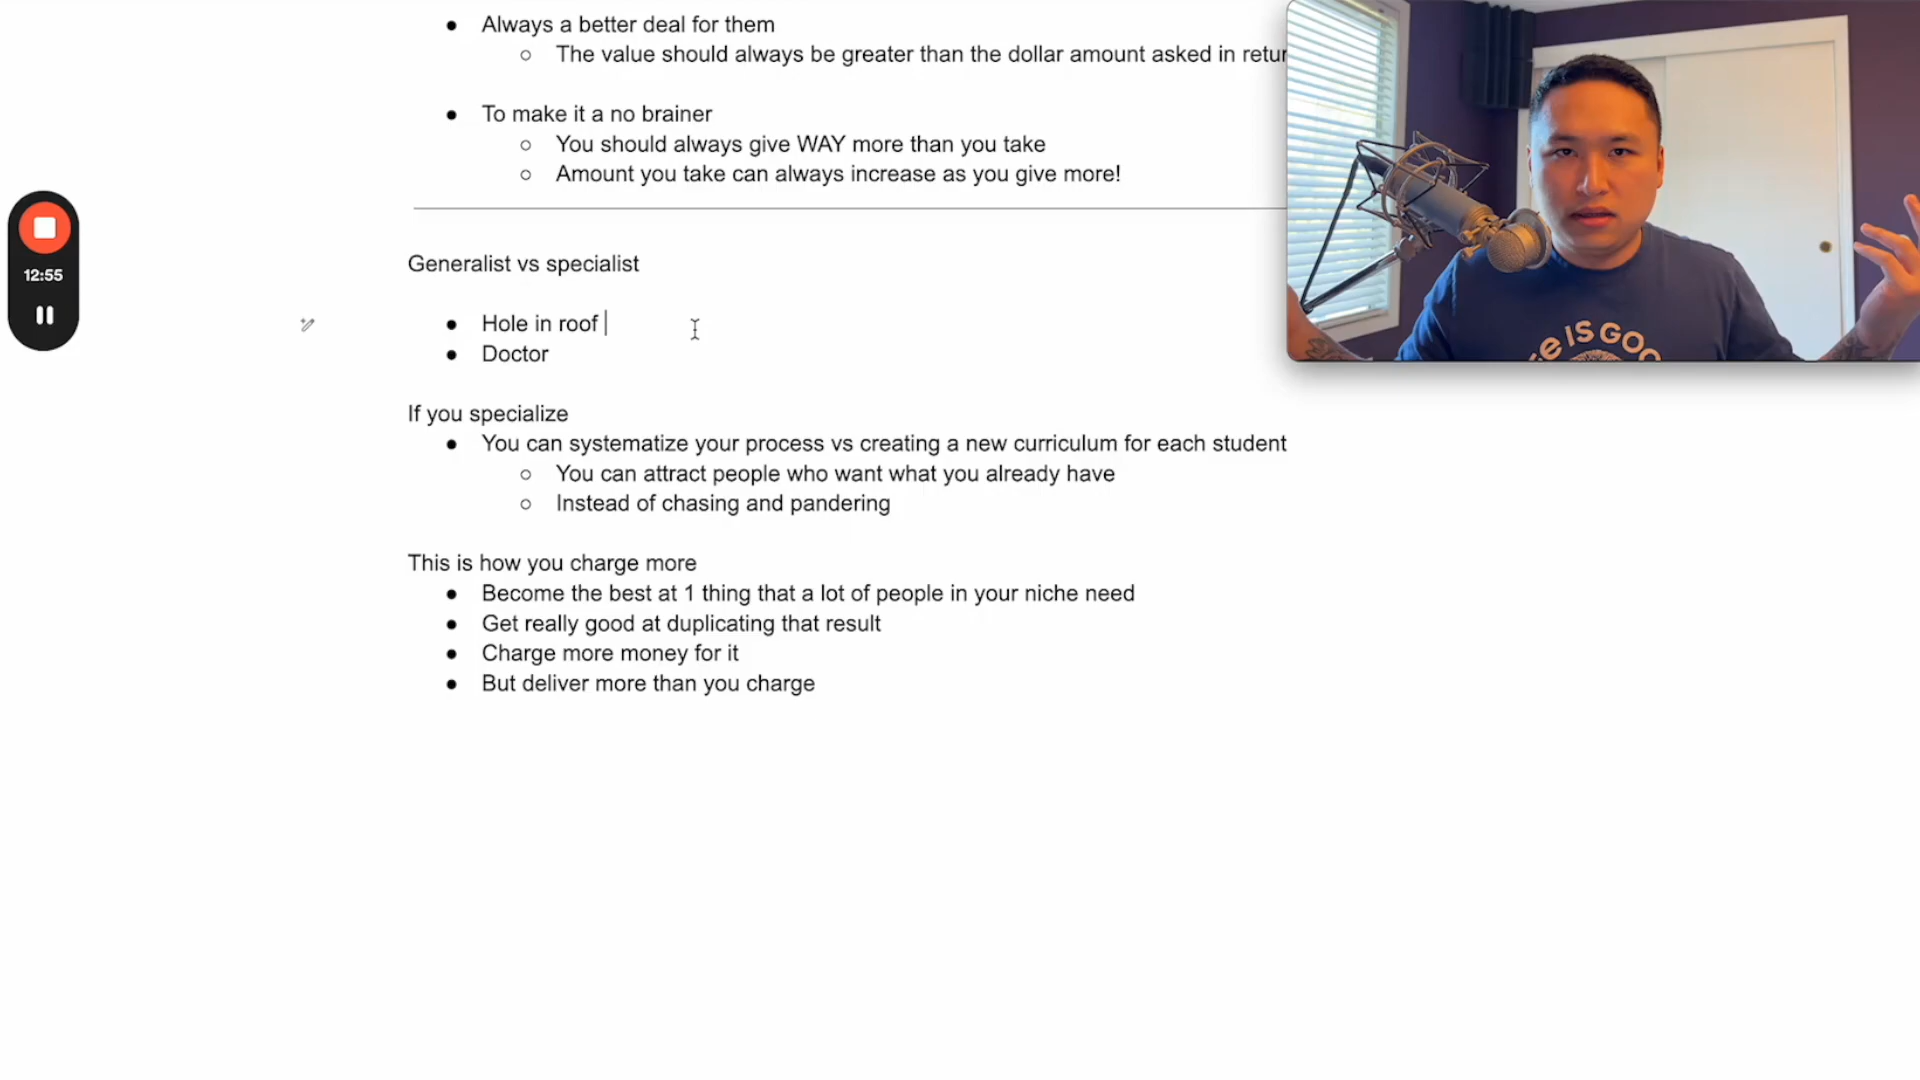 Always a better deal for them
The value should always be greater than the dollar amount asked in retur
To make it a no brainer
You should always give WAY more than you take
Amount you take can always increase as you give more!
12:55
Generalist vs specialist
Hole in roof
Doctor
If you specialize
You can systematize your process vs creating a new curriculum for each student
You can attract people who want what you already have
Instead of chasing and pandering
This is how you charge more
Become the best at 1 thing that a lot of people in your niche need
Get really good at duplicating that result
Charge more money for it
But deliver more than you charge
e IS GOO